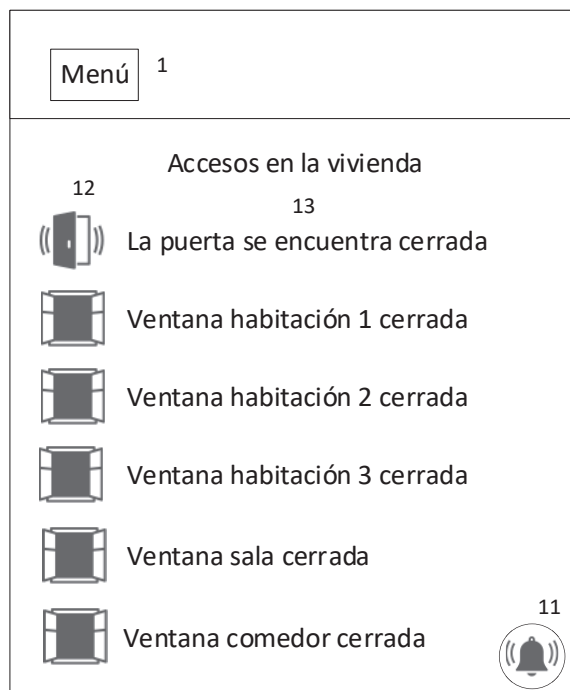 Menú 1
Accesos en la vivienda
12
13
La puerta se encuentra cerrada
Ventana habitación 1 cerrada
Ventana habitación 2 cerrada
Ventana habitación 3 cerrada
Ventana sala cerrada
11
Ventana comedor cerrada